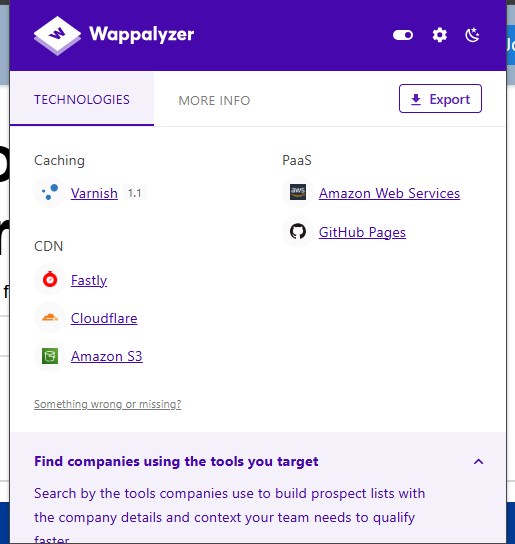 Wappalyzer
TECHNOLOGIES
MORE INFO
Export
Caching
Varnish 1.1
CDN
Fastly
Cloudflare
Amazon S3
PaaS
aws
Amazon Web Services
GitHub Pages
Something wrong or missing?
Find companies using the tools you target
Search by the tools companies use to build prospect lists with
the company details and context your team needs to qualify
faster